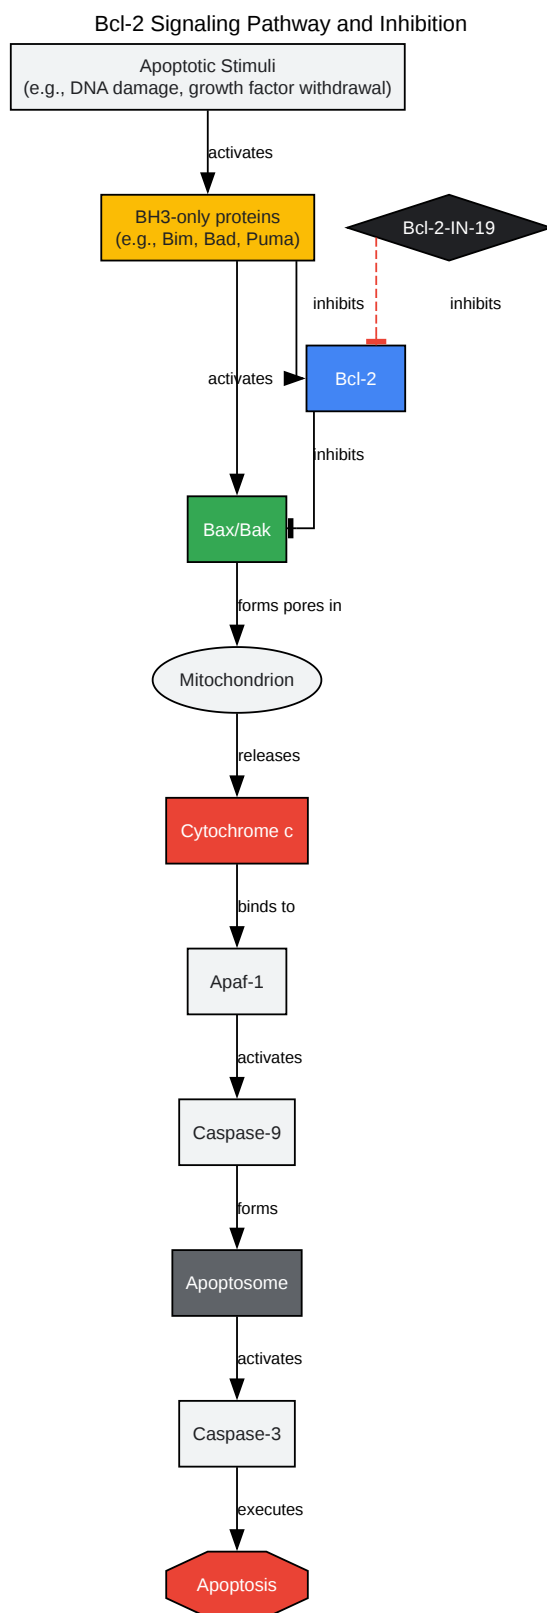 Bcl-2 Signaling Pathway and Inhibition
Apoptotic Stimuli
(e.g., DNA damage, growth factor withdrawal)
activates
BH3-only proteins
(e.g., Bim, Bad, Puma)
Bcl-2-IN-19
inhibits
inhibits
activates
Bcl-2
inhibits
Bax/Bak
forms pores in
Mitochondrion
releases
Cytochrome c
binds to
Apaf-1
activates
Caspase-9
forms
Apoptosome
activates
Caspase-3
executes
Apoptosis